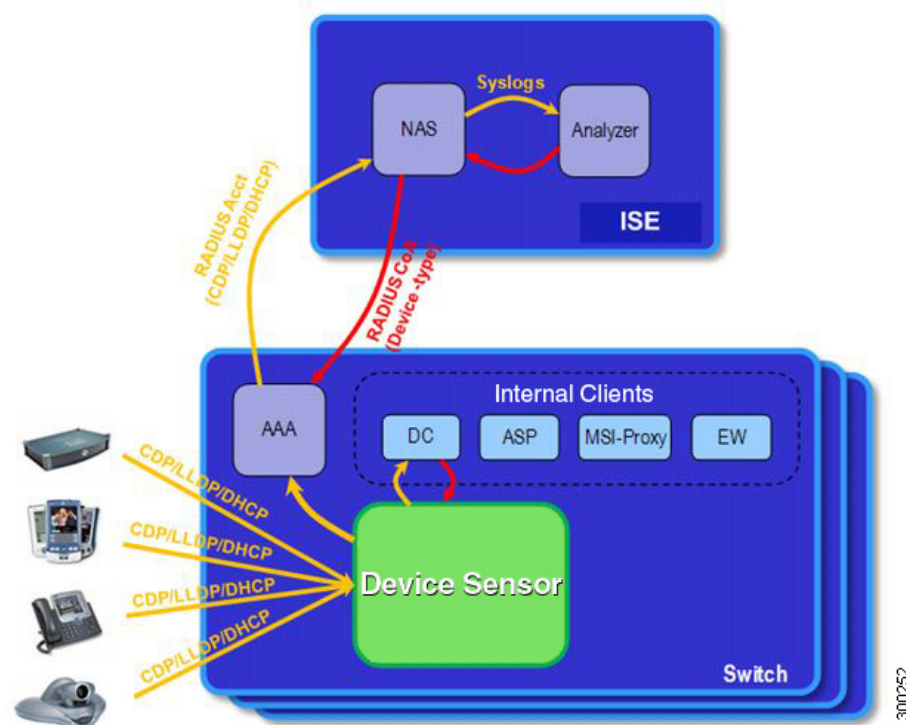 Syslogs
NAS
Analyzer
ISE
RADIUS Acct
(CDP/LLDP/DHCP)
RADIUS CoA
(Device -type)
Internal Clients
AAA
DC
ASP
MSI-Proxy
EW
CDP/LLDP/DHCP
CDP/LLDP/DHCP
CDP/LLDP/DHCP
CDP/LLDP/DHCP
Device Sensor
Switch
300252